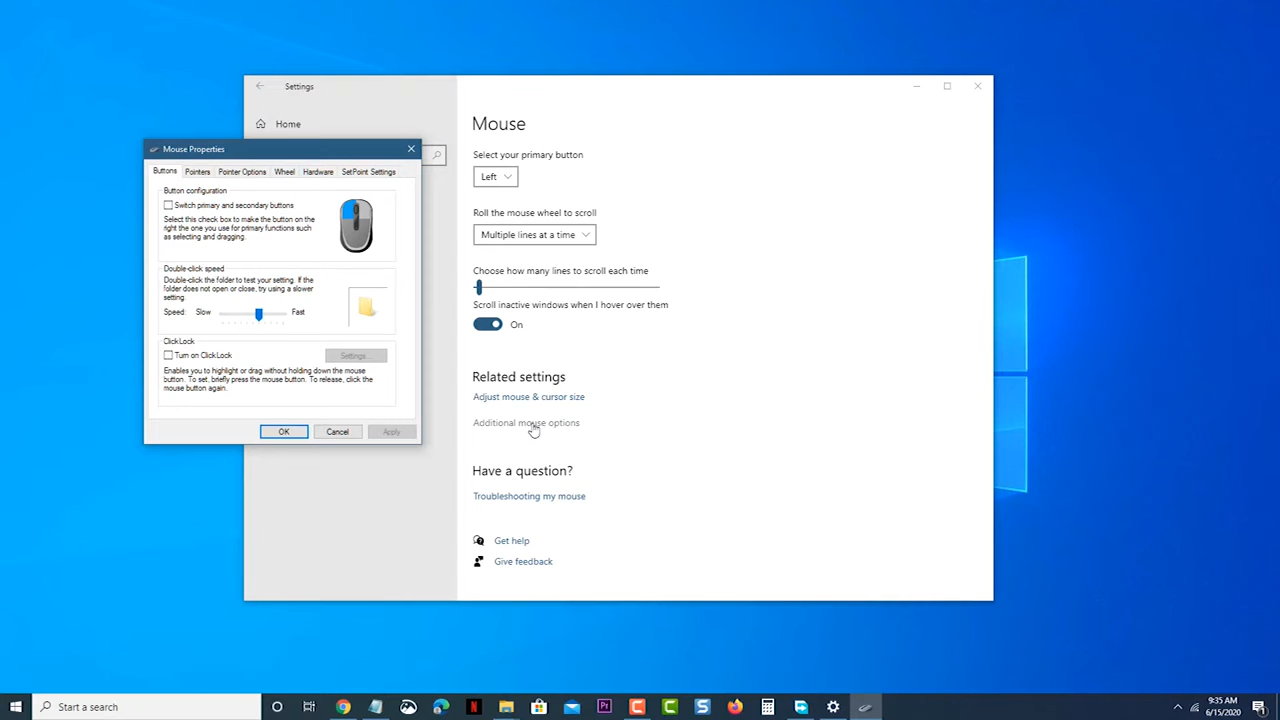 Settings
Home
Mouse
Select your primary button
Left
Roll the mouse wheel to scroll
Multiple lines at a time
Choose how many lines to scroll each time
Scroll inactive windows when I hover over them
On
Related settings
Adjust mouse & cursor size
Additional mouse options
Have a question?
Troubleshooting my mouse
Get help
Give feedback
Mouse Properties
Buttons Pointers Pointer Options Wheel Hardware SetPoint Settings
Button configuration
Switch primary and secondary buttons
Select this check box to make the button on
the right the one you use for primary functions such
as selecting and dragging.
Double-click speed
Double-click the folder to test your setting. If the
folder does not open or close, try using a slower
setting.
Speed: Slow Fast
ClickLock
Turn on ClickLock Settings...
Enables you to highlight or drag without holding down the mouse
button. To set, briefly press the mouse button. To release, click the
mouse button again.
OK Cancel Apply
Start a search
N
Pr
C
C
S
9:35 AM
6/15/2020